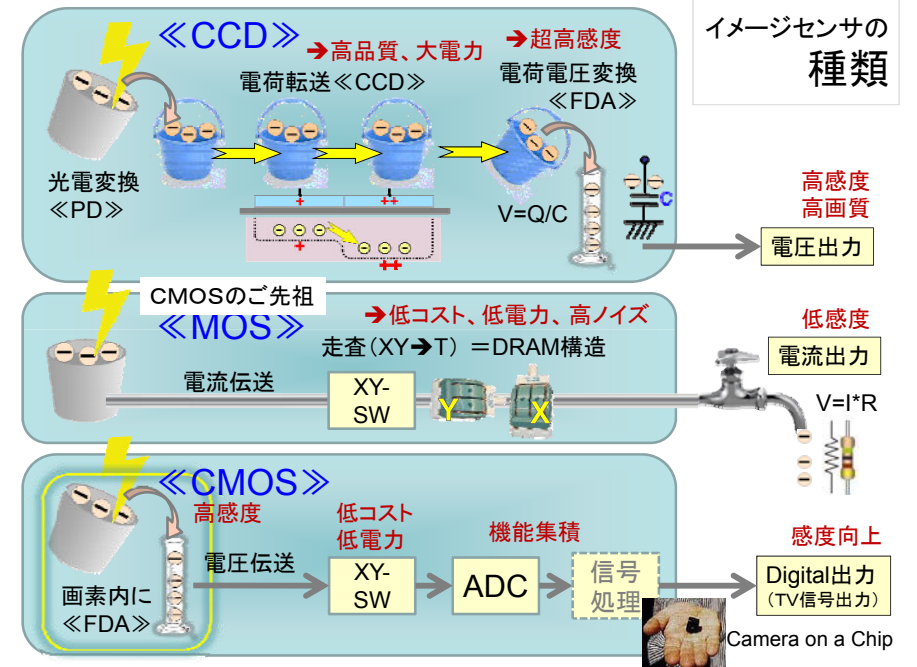 イメージセンサの
種類
≪CCD≫
➔高品質、大電力
➔超高感度
電荷転送≪CCD≫
電荷電圧変換
≪FDA≫
光電変換
≪PD≫
V=Q/C
C
+
++
+
++
高感度
高画質
電圧出力
CMOSのご先祖
≪MOS≫
➔低コスト、低電力、高ノイズ
走査(XY➔T) =DRAM構造
電流伝送
XY-
SW
Y
X
低感度
電流出力
V=I*R
≪CMOS≫
高感度
低コスト
低電力
機能集積
感度向上
電圧伝送
XY-
SW
ADC
信号
処理
Digital出力
(TV信号出力)
画素内に
≪FDA≫
Camera on a Chip